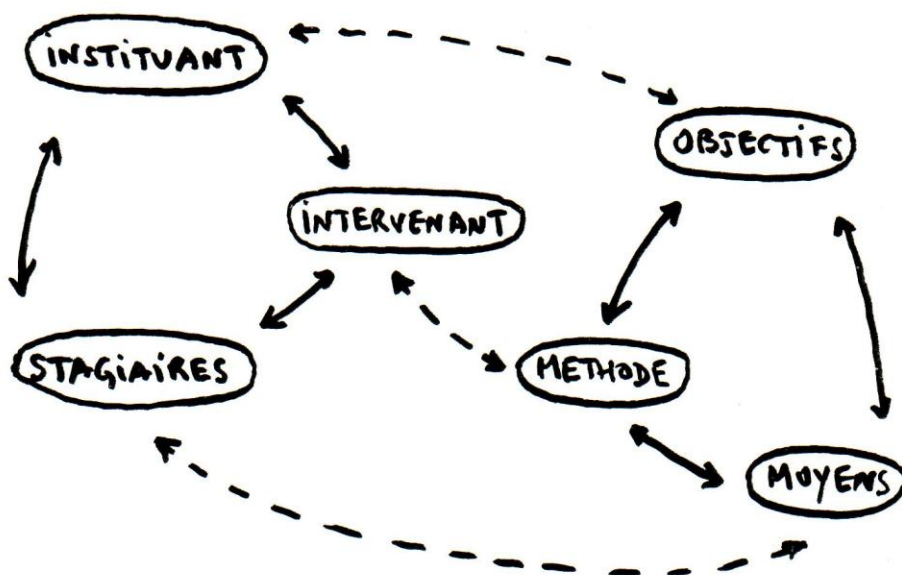 iNSTiTUANT
OBJECTiFS
iNTERVENANT
STAGiAiRES
METHODE
MOYENS